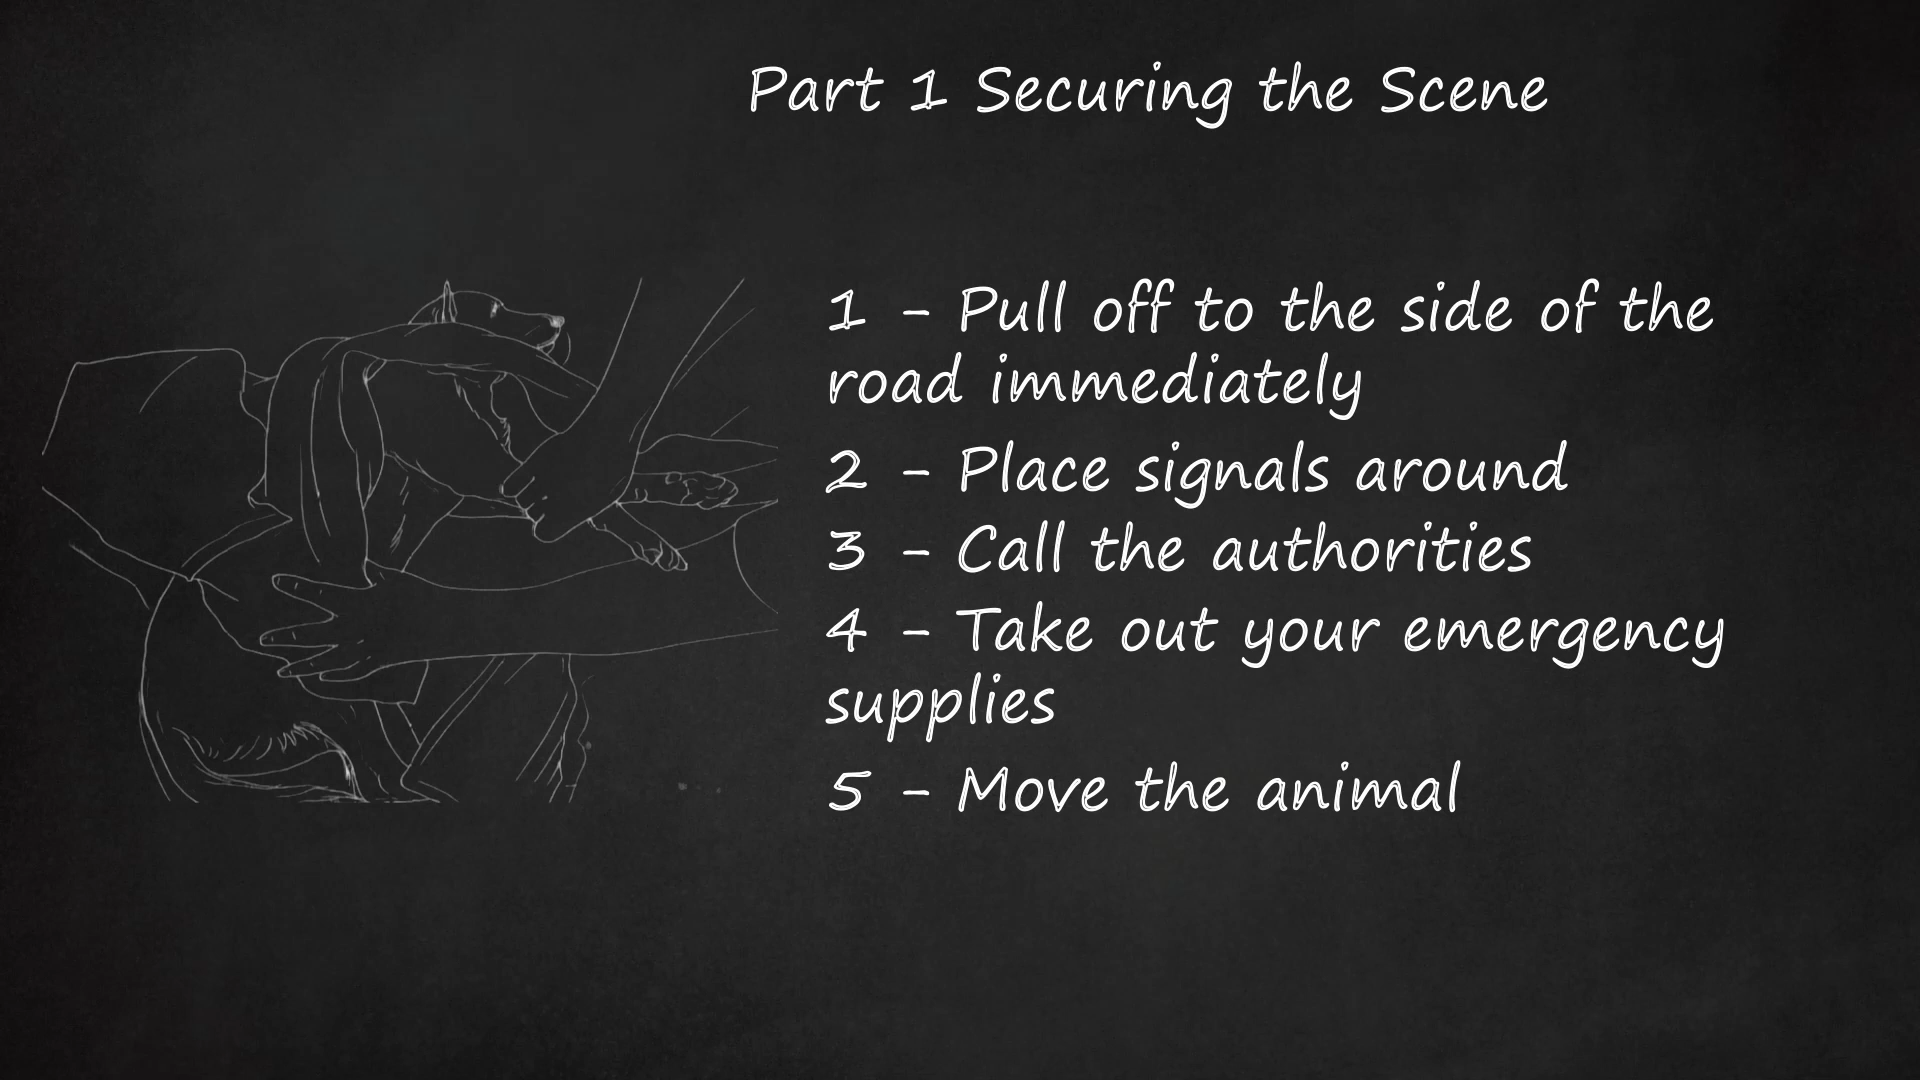 Part 1 Securing the Scene
1 - Pull off to the side of the
road immediately
2 - Place signals around
3 - Call the authorities
4 - Take out your emergency
supplies
5 - Move the animal